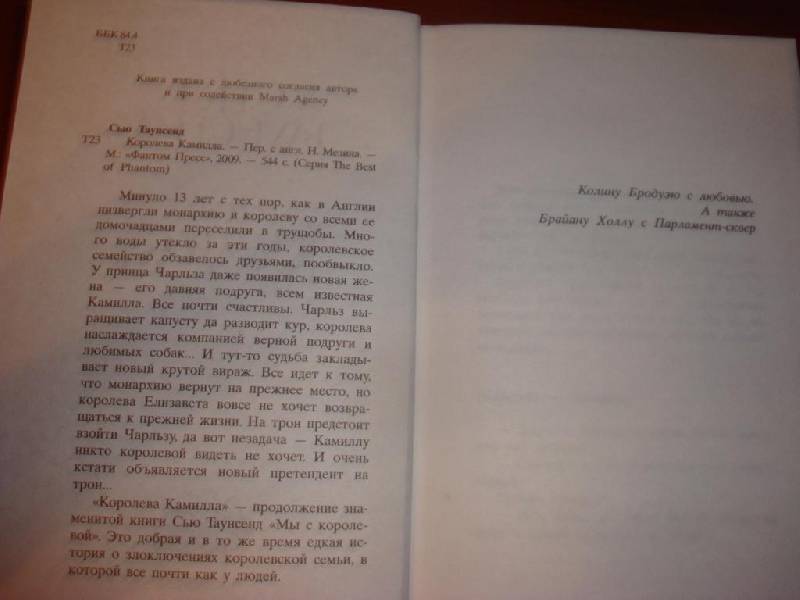 ББК 84.4
Т23
Книга издана с любезного согласия автора
и при содействии Marsh Agency
Сью Таунсенд
Т23 Королева Камилла. — Пер. с англ. Н. Мезина. —
М.: «Фантом Пресс», 2009. — 544 с. (Серия The Best
of Phantom)
Минуло 13 лет с тех пор, как в Англии
низвергли монархию и королеву со всеми ее
домочадцами переселили в трущобы. Мно-
го воды утекло за эти годы, королевское
семейство обзавелось друзьями, пообвыкло.
У принца Чарльза даже появилась новая же-
на — его давняя подруга, всем известная
Камилла. Все почти счастливы. Чарльз вы-
ращивает капусту да разводит кур, королева
наслаждается компанией верной подруги и
любимых собак... И тут-то судьба заклады-
вает новый крутой вираж. Все идет к тому,
что монархию вернут на прежнее место, но
королева Елизавета вовсе не хочет возвра-
щаться к прежней жизни. На трон предстоит
взойти Чарльзу, да вот незадача — Камиллу
никто королевой видеть не хочет. И очень
кстати объявляется новый претендент на
трон...
«Королева Камилла» — продолжение зна-
менитой книги Сью Таунсенд «Мы с короле-
вой». Это добрая и в то же время едкая ис-
тория о злоключениях королевской семьи, в
которой все почти как у людей.
Колину Бродуэю с любовью.
А также
Брайану Холлу с Парламент-сквер